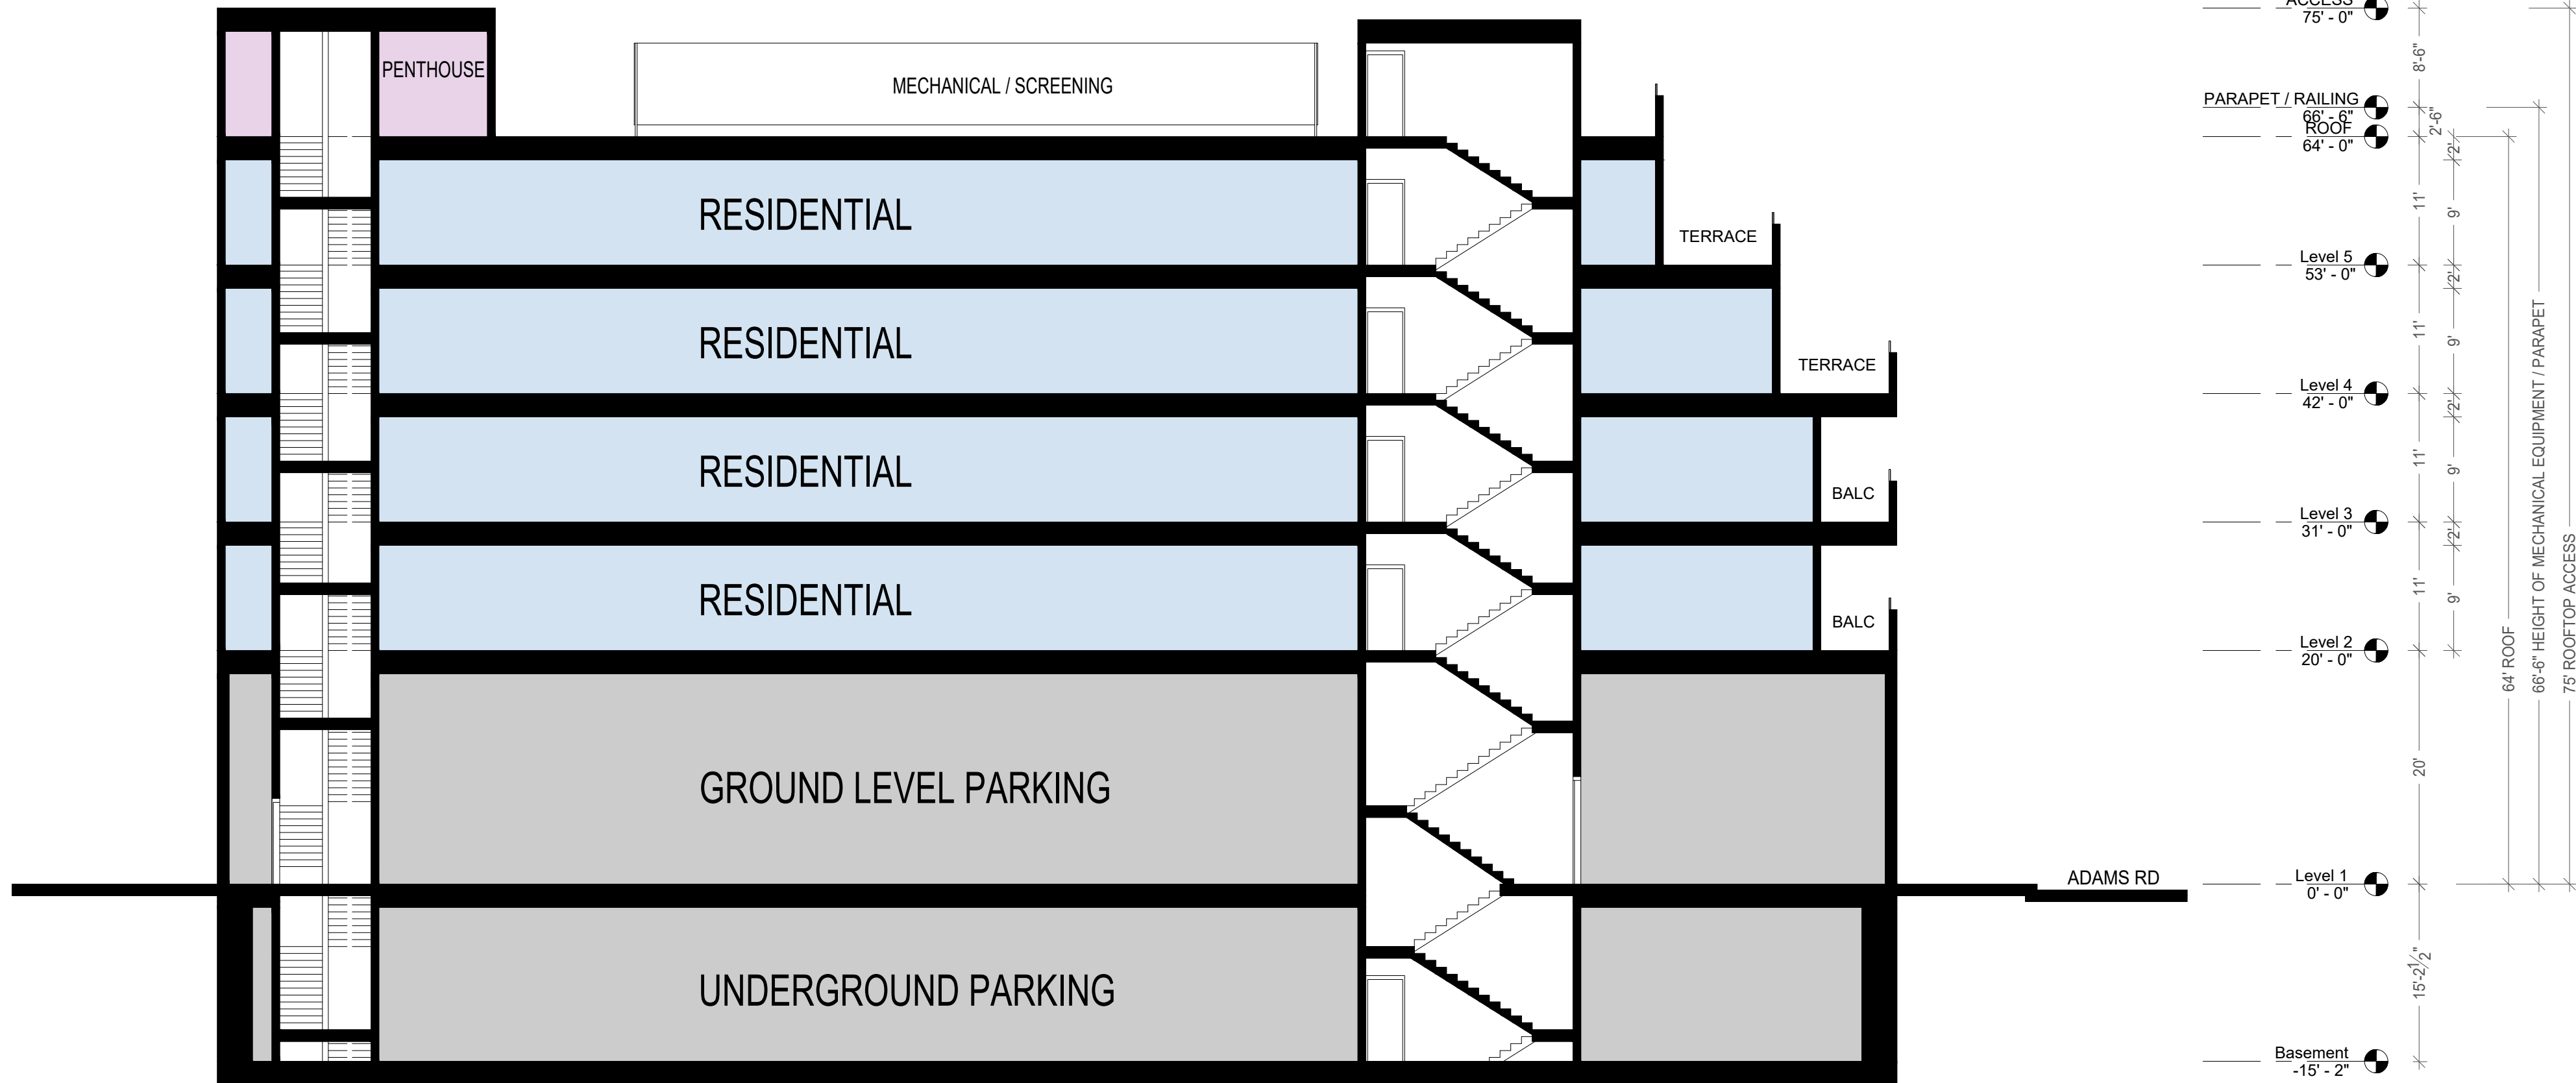 ACCESS
75' - 0"
PENTHOUSE
MECHANICAL / SCREENING
8'-6"
PARAPET / RAILING
66' - 6"
2'-6"
ROOF
64' - 0"
2'
RESIDENTIAL
11'
9'
TERRACE
Level 5
53' - 0"
2'
RESIDENTIAL
11'
9'
TERRACE
Level 4
42' - 0"
2'
RESIDENTIAL
11'
9'
BALC
Level 3
31' - 0"
2'
RESIDENTIAL
11'
9'
BALC
Level 2
20' - 0"
64' ROOF
66'-6" HEIGHT OF MECHANICAL EQUIPMENT / PARAPET
75' ROOFTOP ACCESS
GROUND LEVEL PARKING
20'
ADAMS RD
Level 1
0' - 0"
UNDERGROUND PARKING
15'-2½"
Basement
-15' - 2"